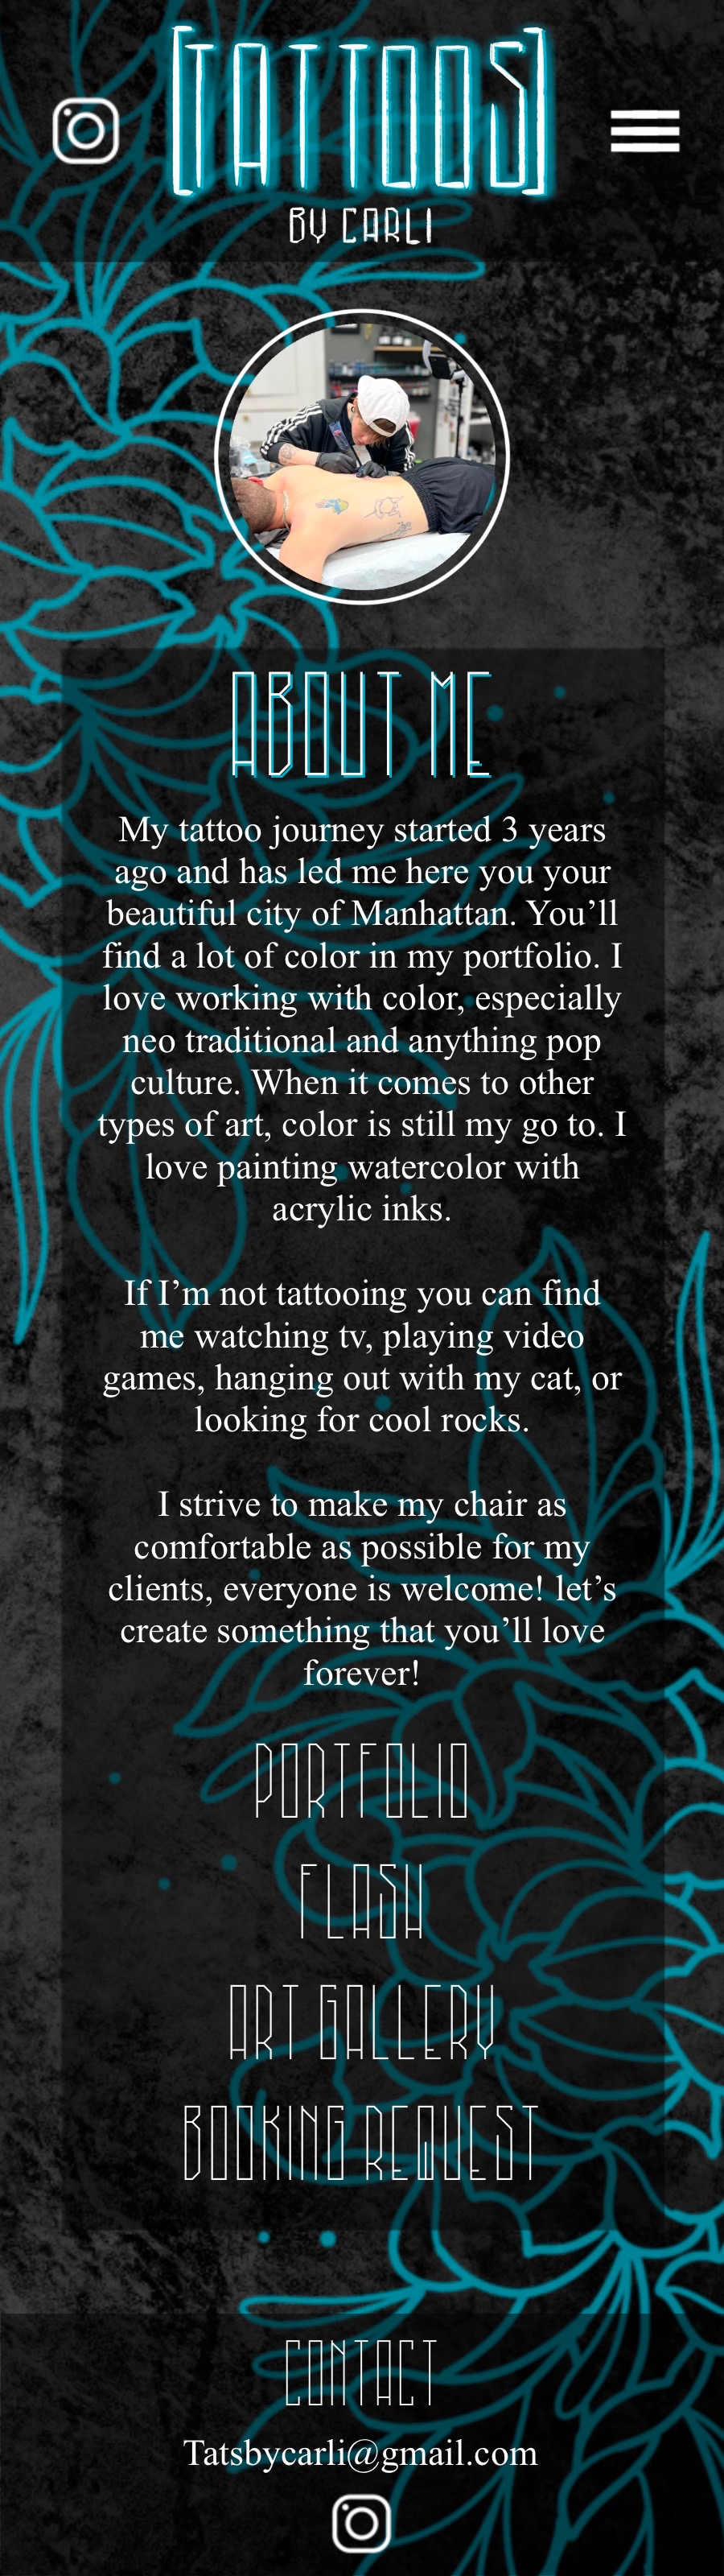 [TATTOOS]
BY CARLI
ABOUT ME
My tattoo journey started 3 years
ago and has led me here you your
beautiful city of Manhattan. You’ll
find a lot of color in my portfolio. I
love working with color, especially
neo traditional and anything pop
culture. When it comes to other
types of art, color is still my go to. I
love painting watercolor with
acrylic inks.
If I’m not tattooing you can find
me watching tv, playing video
games, hanging out with my cat, or
looking for cool rocks.
I strive to make my chair as
comfortable as possible for my
clients, everyone is welcome! let’s
create something that you’ll love
forever!
PORTFOLIO
FLASH
ART GALLERY
BOOKING REQUEST
CONTACT
Tatsbycarli@gmail.com